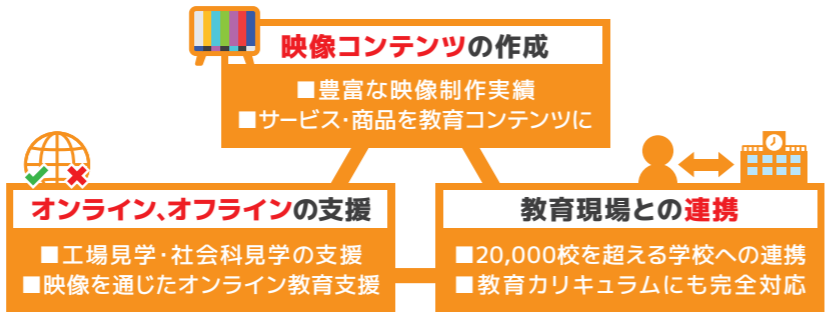 映像コンテンツの作成
■豊富な映像制作実績
■サービス・商品を教育コンテンツに
オンライン、オフラインの支援
■工場見学・社会科見学の支援
■映像を通じたオンライン教育支援
教育現場との連携
■20,000校を超える学校への連携
■教育カリキュラムにも完全対応